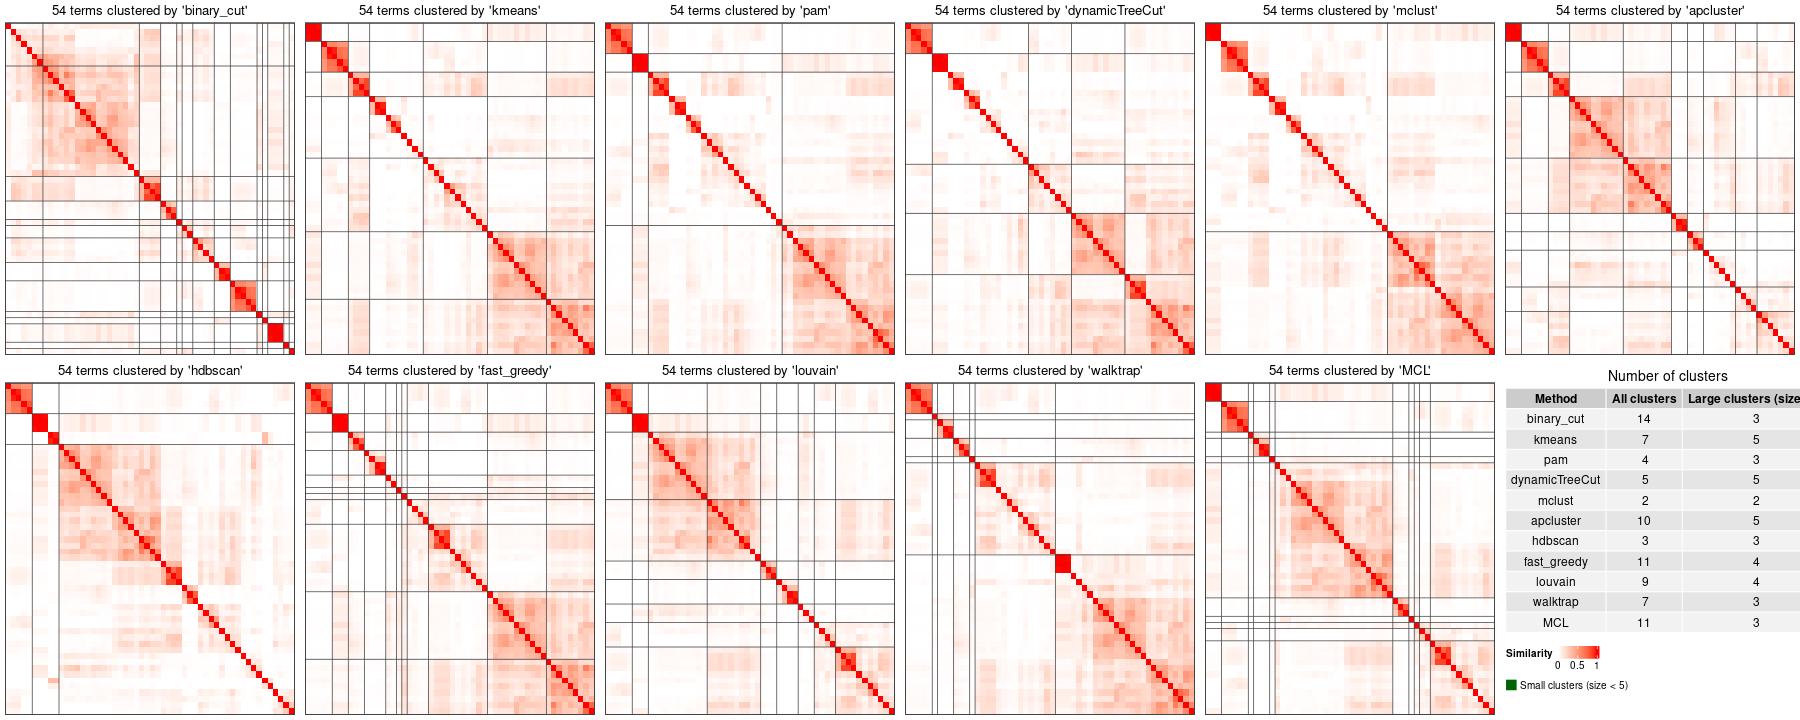 54 terms clustered by 'binary_cut'
54 terms clustered by 'kmeans'
54 terms clustered by 'pam'
54 terms clustered by 'dynamicTreeCut'
54 terms clustered by 'mclust'
54 terms clustered by 'apcluster'
54 terms clustered by 'hdbscan'
54 terms clustered by 'fast_greedy'
54 terms clustered by 'louvain'
54 terms clustered by 'walktrap'
54 terms clustered by 'MCL'
Number of clusters
Method All clusters Large clusters (size
binary_cut 14 3
kmeans 7 5
pam 4 3
dynamicTreeCut 5 5
mclust 2 2
apcluster 10 5
hdbscan 3 3
fast_greedy 11 4
louvain 9 4
walktrap 7 3
MCL 11 3
Similarity
0 0.5 1
Small clusters (size < 5)